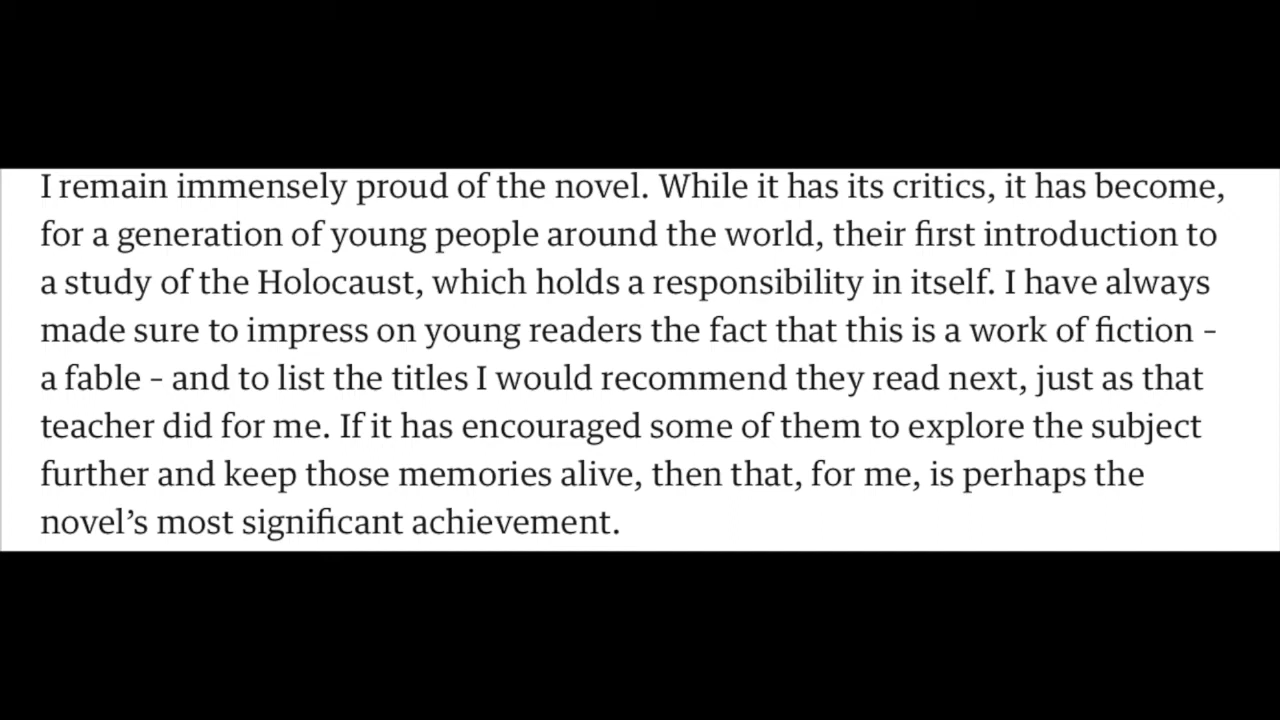 I remain immensely proud of the novel. While it has its critics, it has become,
for a generation of young people around the world, their first introduction to
a study of the Holocaust, which holds a responsibility in itself. I have always
made sure to impress on young readers the fact that this is a work of fiction –
a fable – and to list the titles I would recommend they read next, just as that
teacher did for me. If it has encouraged some of them to explore the subject
further and keep those memories alive, then that, for me, is perhaps the
novel’s most significant achievement.